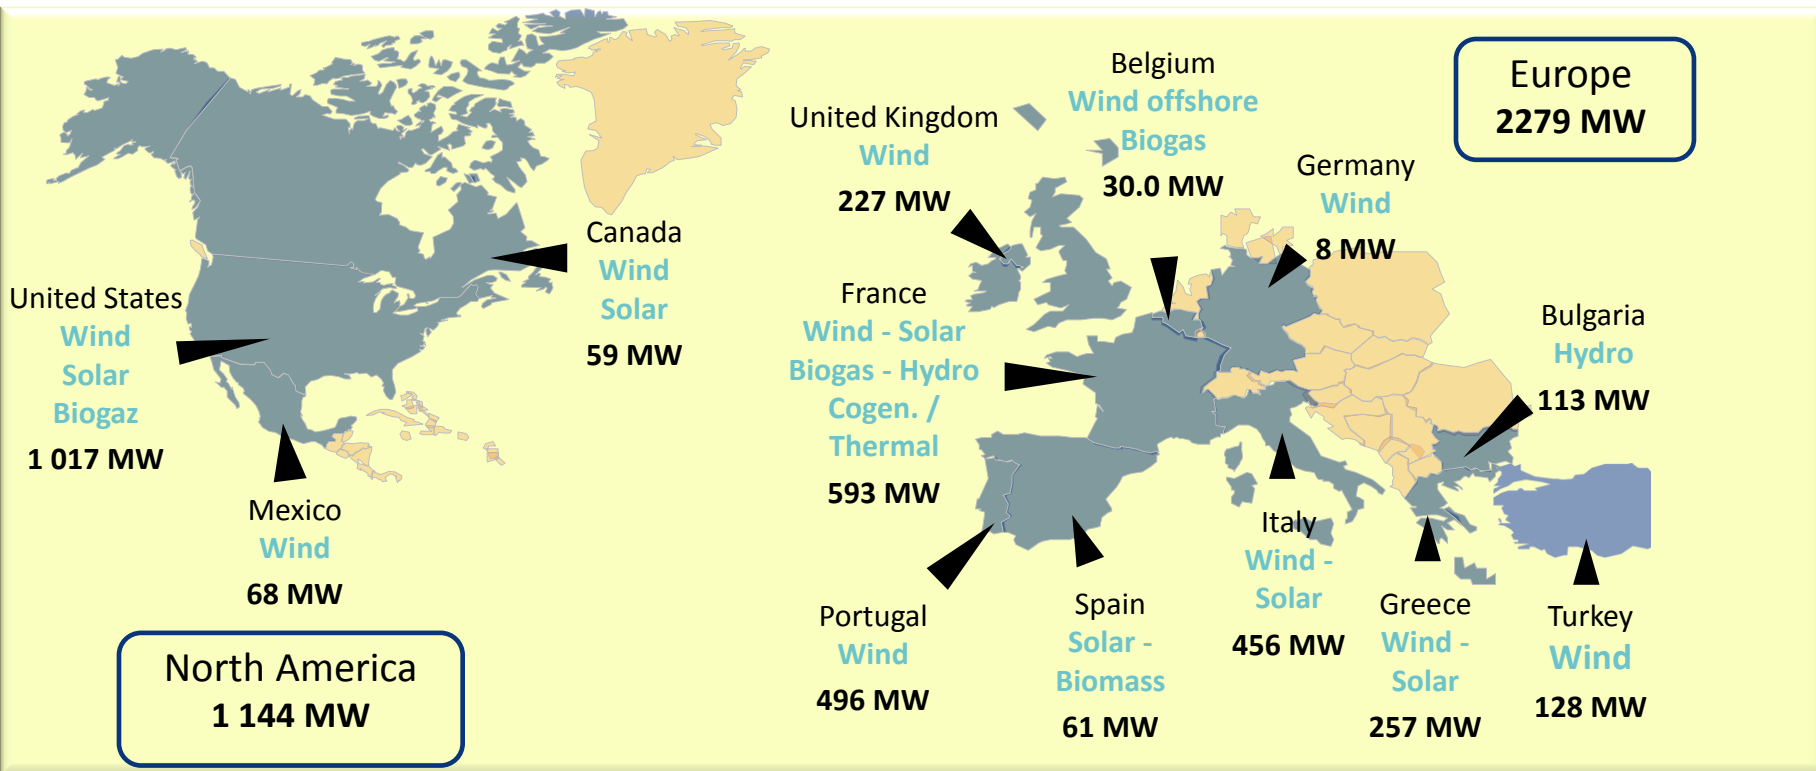 United States
Wind
Solar
Biogaz
1 017 MW
Canada
Wind
Solar
59 MW
Mexico
Wind
68 MW
North America
1 144 MW
United Kingdom
Wind
227 MW
Belgium
Wind offshore
Biogas
30.0 MW
Europe
2279 MW
Germany
Wind
8 MW
France
Wind - Solar
Biogas - Hydro
Cogen. /
Thermal
593 MW
Bulgaria
Hydro
113 MW
Portugal
Wind
496 MW
Spain
Solar -
Biomass
61 MW
Italy
Wind -
Solar
456 MW
Greece
Wind -
Solar
257 MW
Turkey
Wind
128 MW